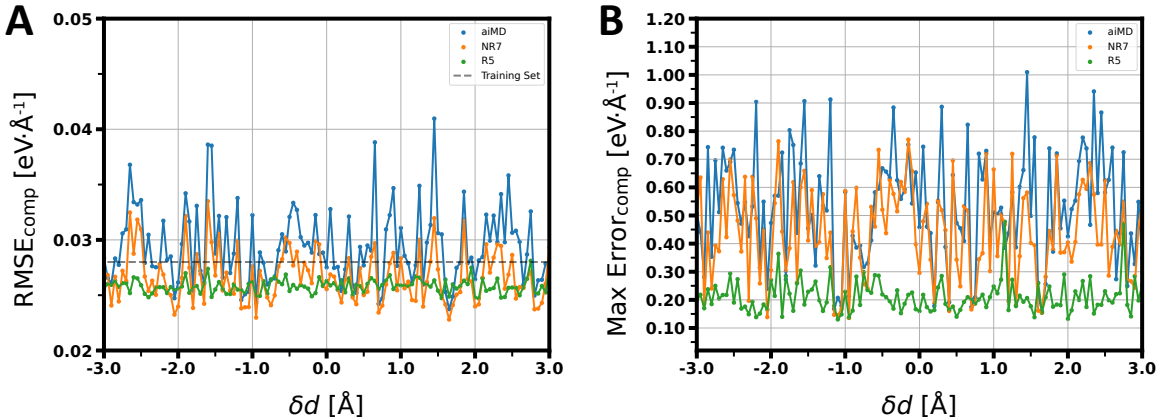 A
0.05
0.04
0.03
0.02
RMSEcomp [eV·Å-1]
aiMD
NR7
R5
Training Set
-3.0 -2.0 -1.0 0.0 1.0 2.0 3.0
δd [Å]
B
1.20
1.10
1.00
0.90
0.80
0.70
0.60
0.50
0.40
0.30
0.20
0.10
Max Errorcomp [eV·Å-1]
aiMD
NR7
R5
-3.0 -2.0 -1.0 0.0 1.0 2.0 3.0
δd [Å]